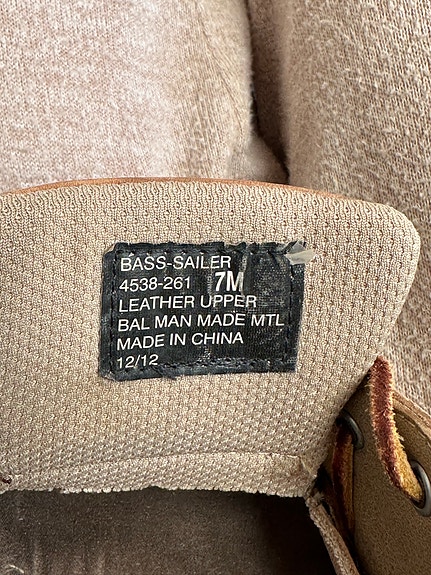 BASS-SAILER
4538-261 7M
LEATHER UPPER
BAL MAN MADE MTL
MADE IN CHINA
12/12